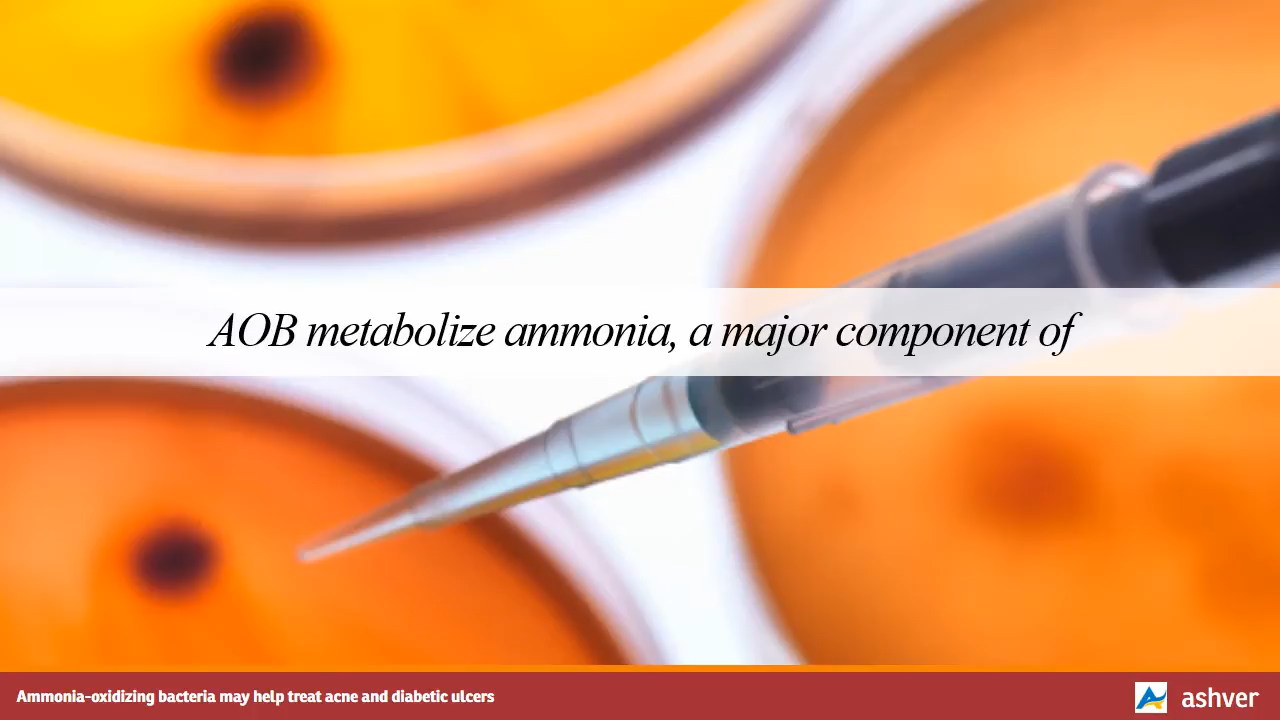 AOB metabolize ammonia, a major component of
Ammonia-oxidizing bacteria may help treat acne and diabetic ulcers
ashver